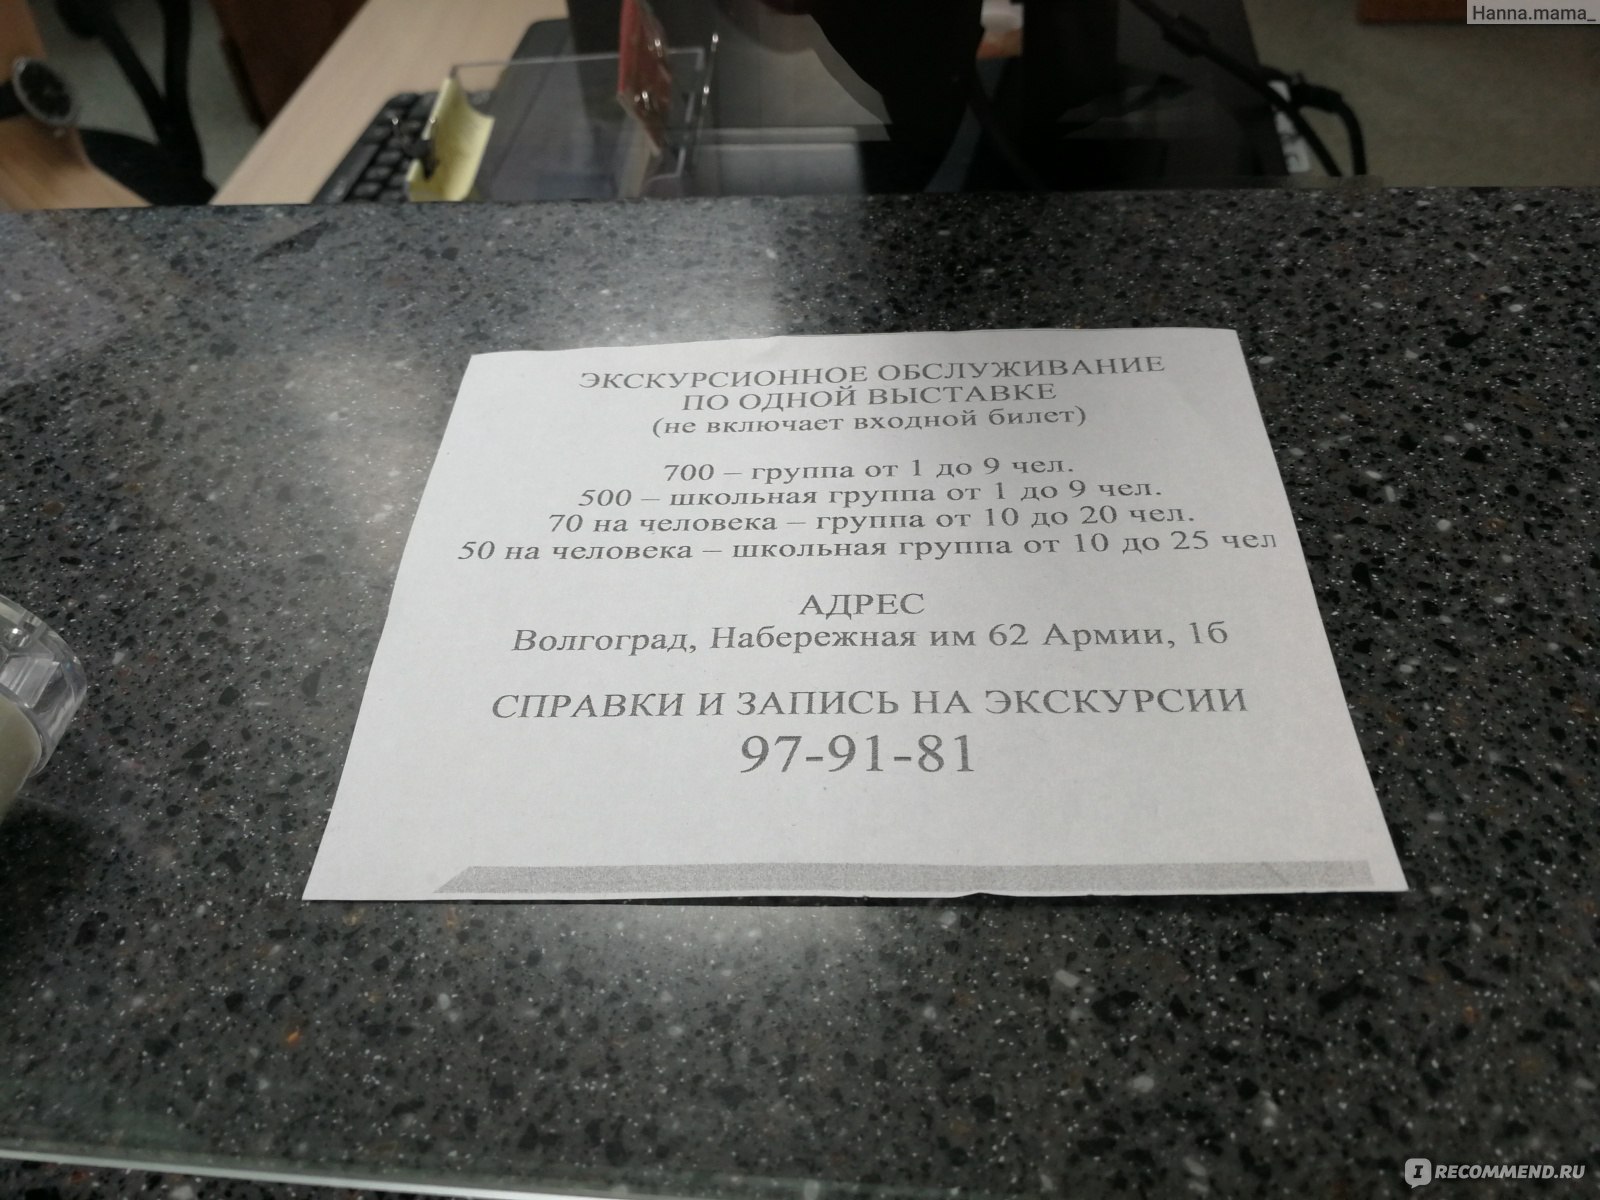 Hanna.mama_
ЭКСКУРСИОННОЕ ОБСЛУЖИВАНИЕ
ПО ОДНОЙ ВЫСТАВКЕ
(не включает входной билет)
700 – группа от 1 до 9 чел.
500 – школьная группа от 1 до 9 чел.
70 на человека – группа от 10 до 20 чел.
50 на человека – школьная группа от 10 до 25 чел
АДРЕС
Волгоград, Набережная им 62 Армии, 1б
СПРАВКИ И ЗАПИСЬ НА ЭКСКУРСИИ
97-91-81
IRECOMMEND.RU